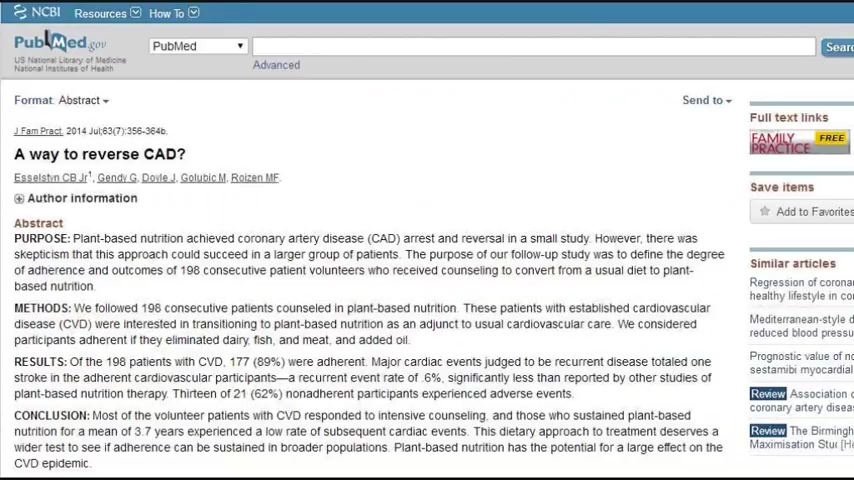 NCBI Resources How To
PubMed.gov
US National Library of Medicine
National Institutes of Health
PubMed
Search
Advanced
Format: Abstract
Send to
J Fam Pract. 2014 Jul;63(7):356-364b.
A way to reverse CAD?
Esselstyn CB Jr1, Gendy G, Doyle J, Golubic M, Roizen MF.
Author information
Abstract
PURPOSE: Plant-based nutrition achieved coronary artery disease (CAD) arrest and reversal in a small study. However, there was
skepticism that this approach could succeed in a larger group of patients. The purpose of our follow-up study was to define the degree
of adherence and outcomes of 198 consecutive patient volunteers who received counseling to convert from a usual diet to plant-
based nutrition.
METHODS: We followed 198 consecutive patients counseled in plant-based nutrition. These patients with established cardiovascular
disease (CVD) were interested in transitioning to plant-based nutrition as an adjunct to usual cardiovascular care. We considered
participants adherent if they eliminated dairy, fish, and meat, and added oil.
RESULTS: Of the 198 patients with CVD, 177 (89%) were adherent. Major cardiac events judged to be recurrent disease totaled one
stroke in the adherent cardiovascular participants—a recurrent event rate of .6%, significantly less than reported by other studies of
plant-based nutrition therapy. Thirteen of 21 (62%) nonadherent participants experienced adverse events.
CONCLUSION: Most of the volunteer patients with CVD responded to intensive counseling, and those who sustained plant-based
nutrition for a mean of 3.7 years experienced a low rate of subsequent cardiac events. This dietary approach to treatment deserves a
wider test to see if adherence can be sustained in broader populations. Plant-based nutrition has the potential for a large effect on the
CVD epidemic.
Full text links
FAMILY PRACTICE FREE
Save items
Add to Favorites
Similar articles
Regression of coron
healthy lifestyle in co
Mediterranean-style d
reduced blood pressu
Prognostic value of n
sestamibi myocardial
Review Association o
coronary artery diseas
Review The Birmingh
Maximisation Stuc [He